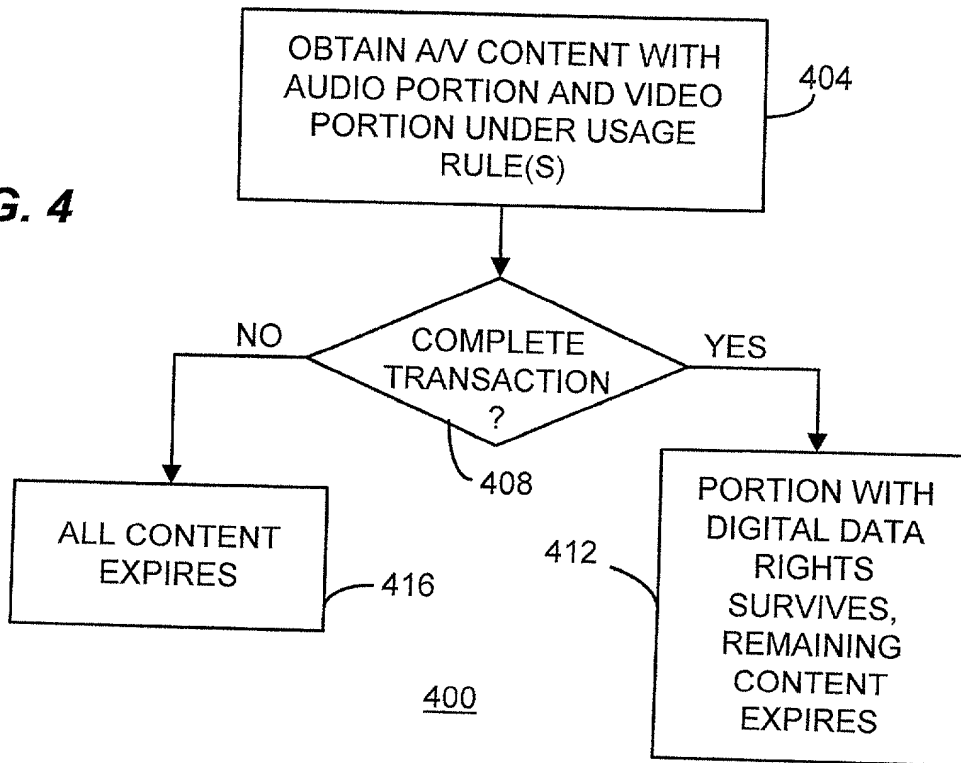 OBTAIN A/V CONTENT WITH
AUDIO PORTION AND VIDEO
PORTION UNDER USAGE
RULE(S)
404
G. 4
NO
COMPLETE
TRANSACTION
?
YES
408
ALL CONTENT
EXPIRES
416
412
PORTION WITH
DIGITAL DATA
RIGHTS
SURVIVES,
REMAINING
CONTENT
EXPIRES
400